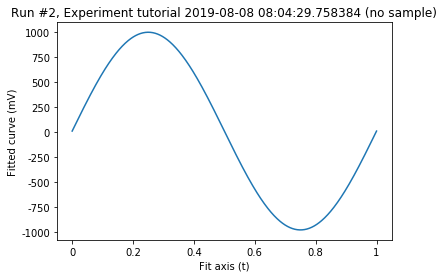 Run #2, Experiment tutorial 2019-08-08 08:04:29.758384 (no sample)
1000
750
500
250
0
-250
-500
-750
-1000
Fitted curve (mV)
0 0.2 0.4 0.6 0.8 1
Fit axis (t)